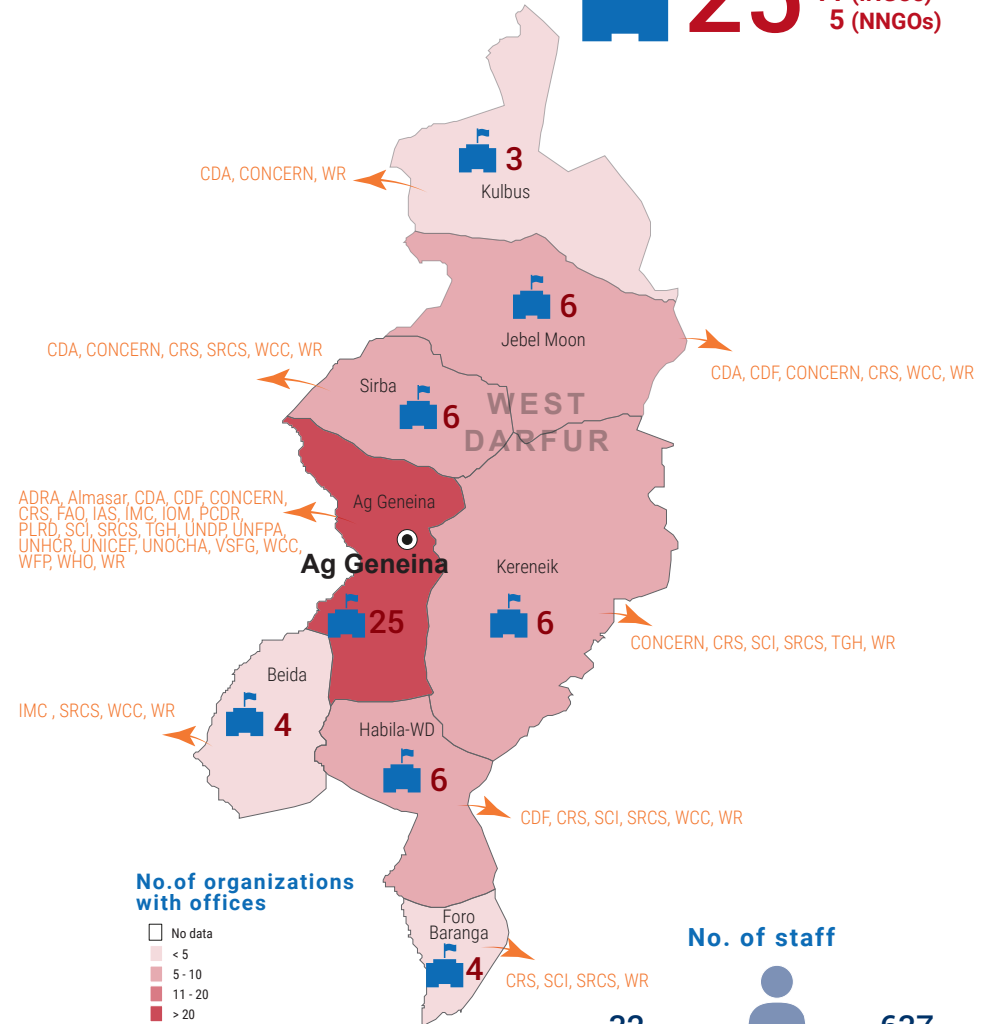 25
5 (NNGOs)
3
Kulbus
CDA, CONCERN, WR
6
Jebel Moon
CDA, CDF, CONCERN, CRS, WCC, WR
CDA, CONCERN, CRS, SRCS, WCC, WR
Sirba
6
WEST
DARFUR
Ag Geneina
ADRA, Almasar, CDA, CDF, CONCERN,
CRS, FAO, IAS, IMC, IOM, PCDR,
PLRD, SCI, SRCS, TGH, UNDP, UNFPA,
UNHCR, UNICEF, UNOCHA, VSFG, WCC,
WFP, WHO, WR
Ag Geneina
25
Kereneik
6
CONCERN, CRS, SCI, SRCS, TGH, WR
Beida
4
IMC , SRCS, WCC, WR
Habila-WD
6
CDF, CRS, SCI, SRCS, WCC, WR
Foro
Baranga
4
CRS, SCI, SRCS, WR
No.of organizations
with offices
No data
< 5
5 - 10
11 - 20
> 20
No. of staff